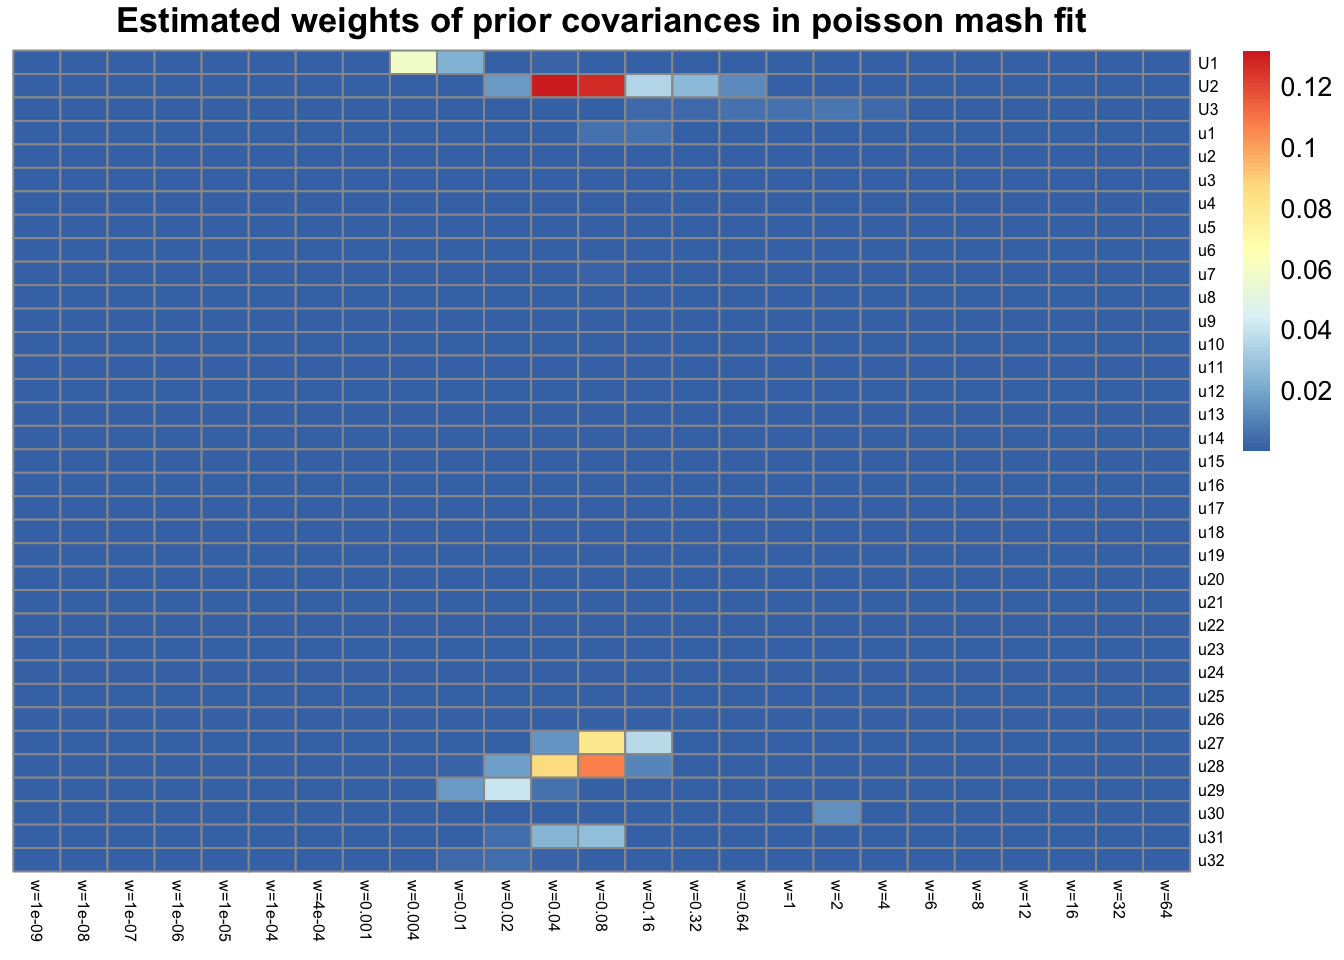 Estimated weights of prior covariances in poisson mash fit
U1
U2
U3
u1
u2
u3
u4
u5
u6
u7
u8
u9
u10
u11
u12
u13
u14
u15
u16
u17
u18
u19
u20
u21
u22
u23
u24
u25
u26
u27
u28
u29
u30
u31
u32
0.12
0.1
0.08
0.06
0.04
0.02
w=1e-09
w=1e-08
w=1e-07
w=1e-06
w=1e-05
w=1e-04
w=4e-04
w=0.001
w=0.004
w=0.01
w=0.02
w=0.04
w=0.08
w=0.16
w=0.32
w=0.64
w=1
w=2
w=4
w=6
w=8
w=12
w=16
w=32
w=64